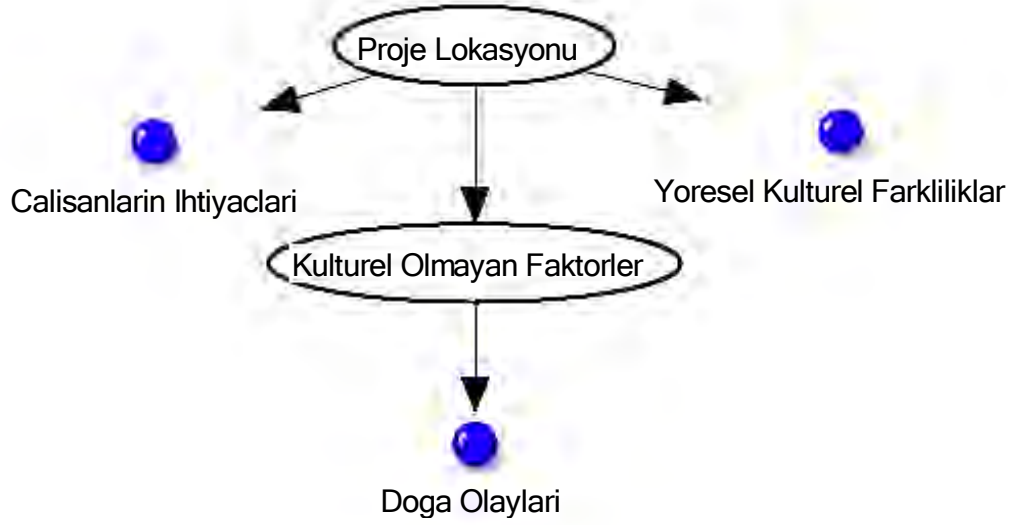 Proje Lokasyonu
Calisanlarin Ihtiyaclari
Yoresel Kulturel Farkliliklar
Kulturel Olmayan Faktorler
Doga Olaylari